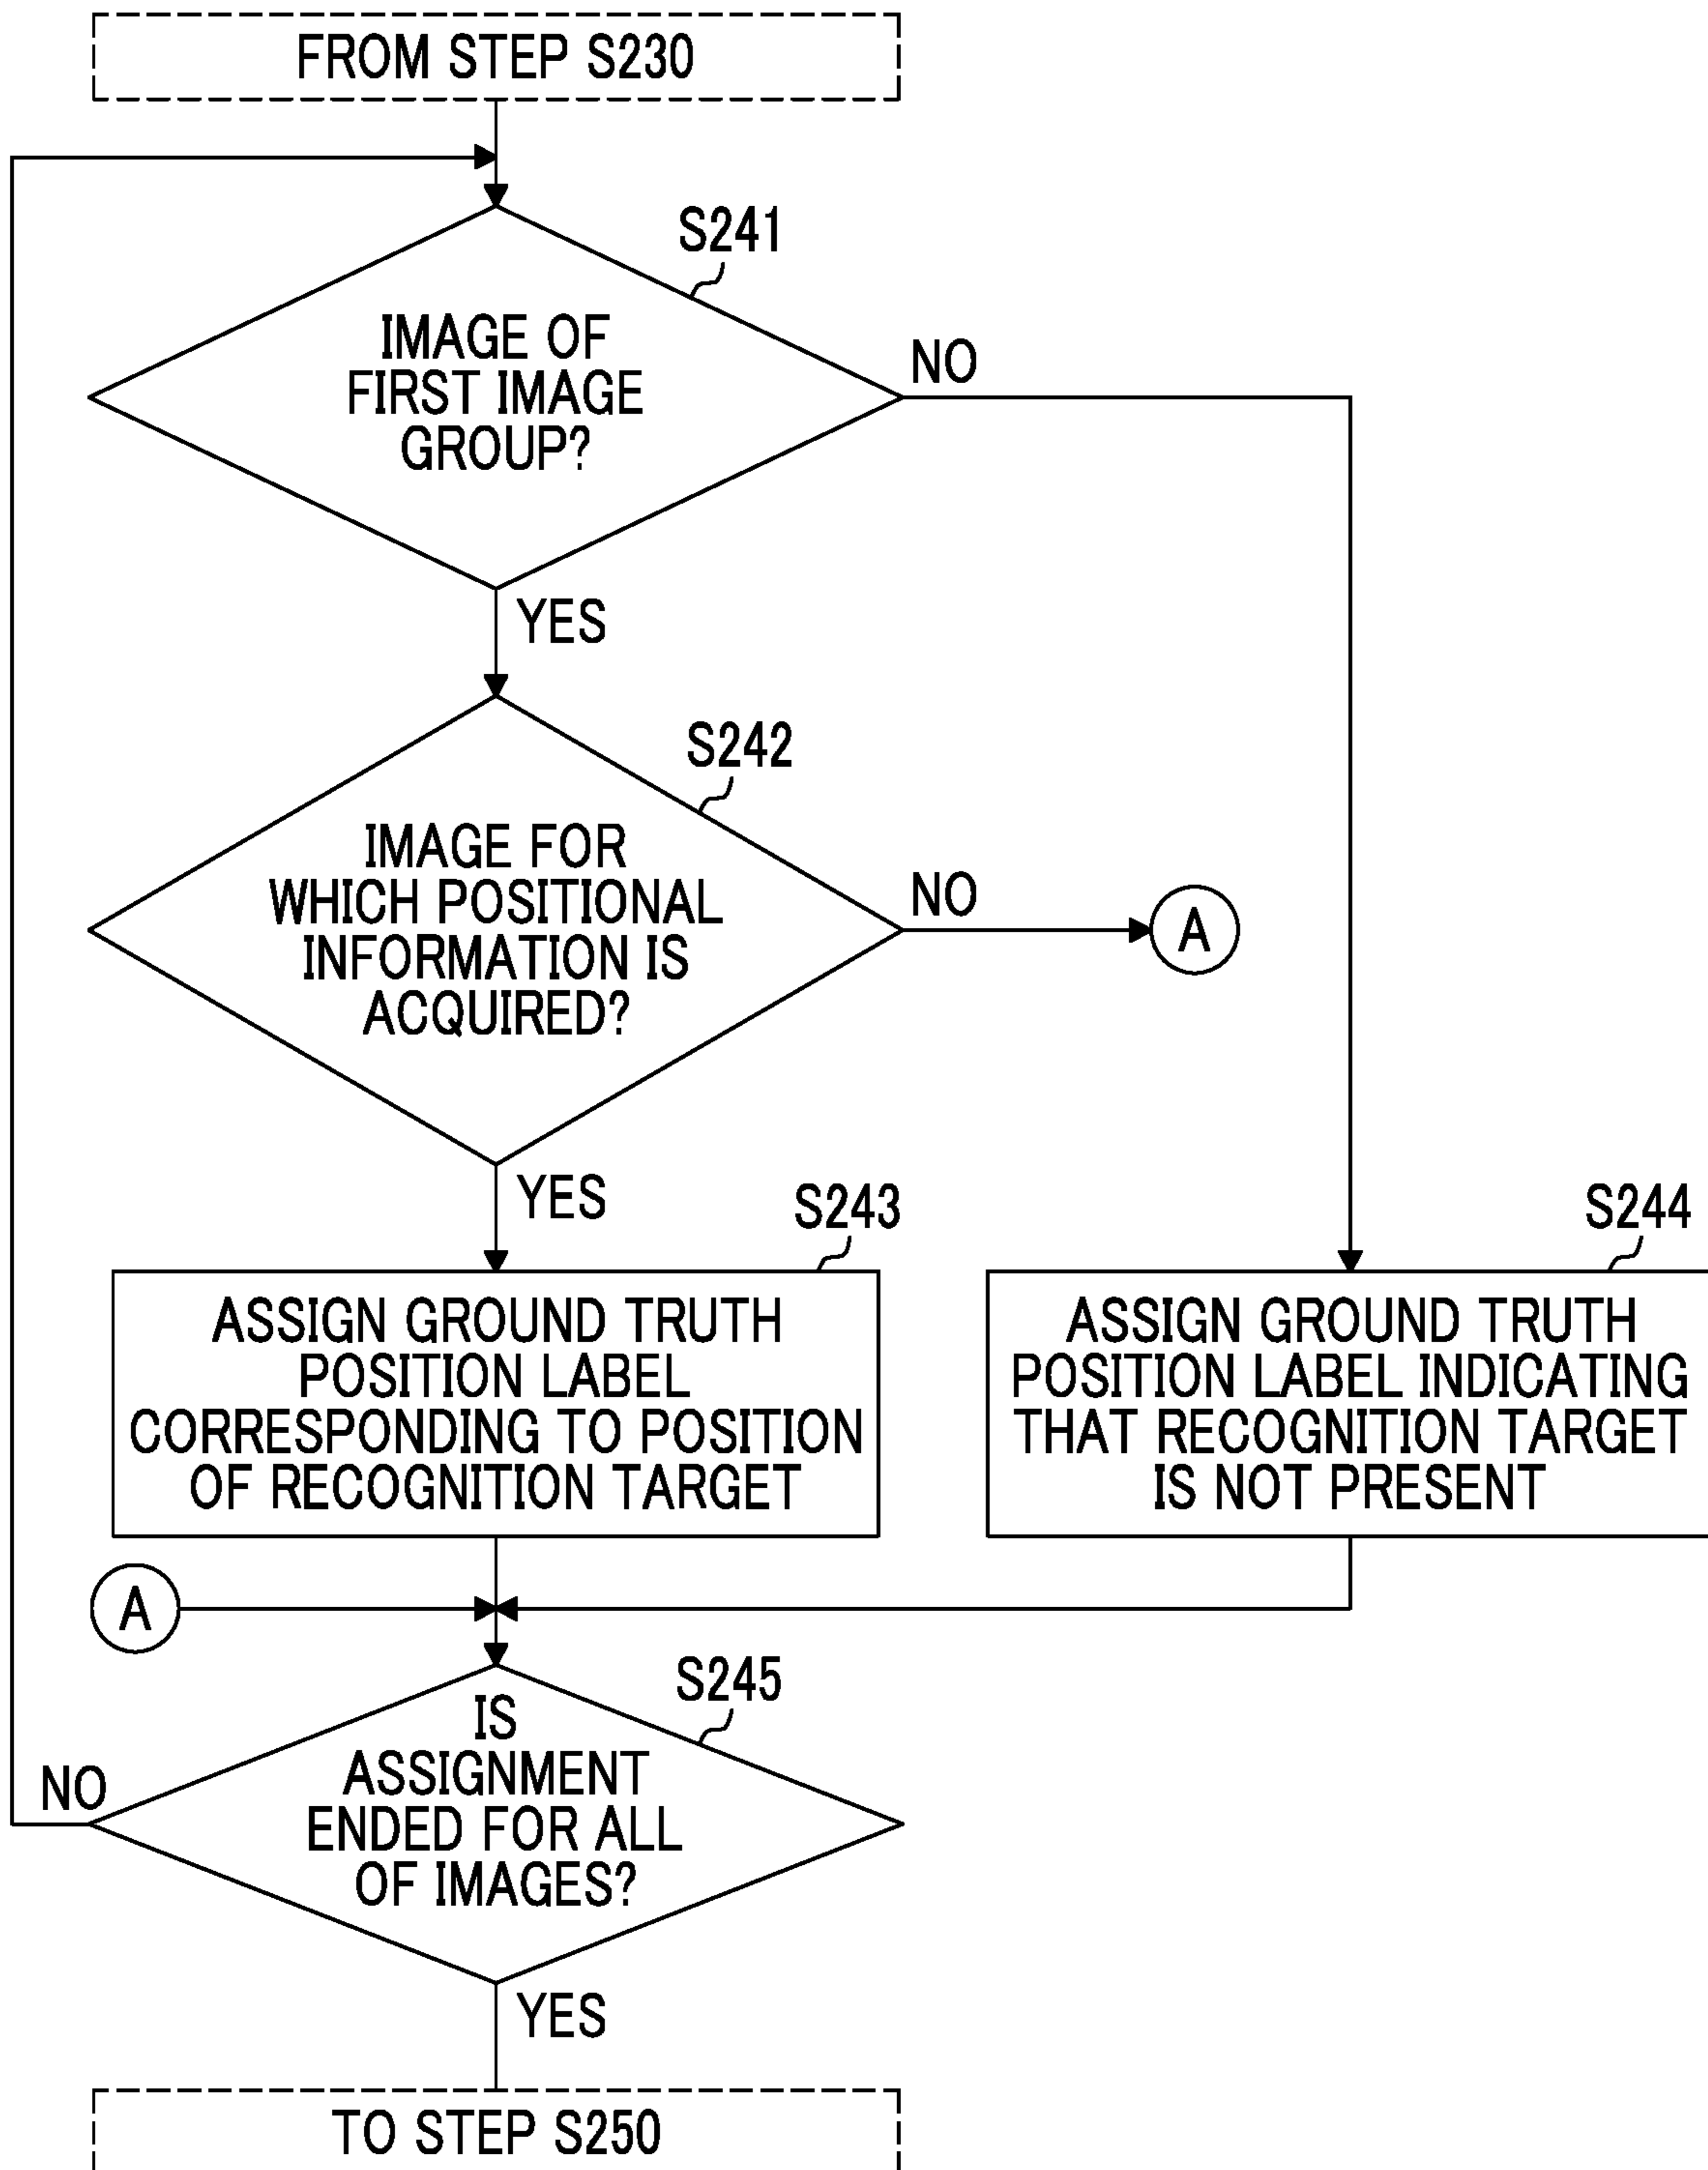 FROM STEP S230
S241
IMAGE OF
FIRST IMAGE
GROUP?
NO
YES
S242
IMAGE FOR
WHICH POSITIONAL
INFORMATION IS
ACQUIRED?
NO
A
YES
S243
ASSIGN GROUND TRUTH
POSITION LABEL
CORRESPONDING TO POSITION
OF RECOGNITION TARGET
S244
ASSIGN GROUND TRUTH
POSITION LABEL INDICATING
THAT RECOGNITION TARGET
IS NOT PRESENT
A
S245
IS
ASSIGNMENT
ENDED FOR ALL
OF IMAGES?
NO
YES
TO STEP S250